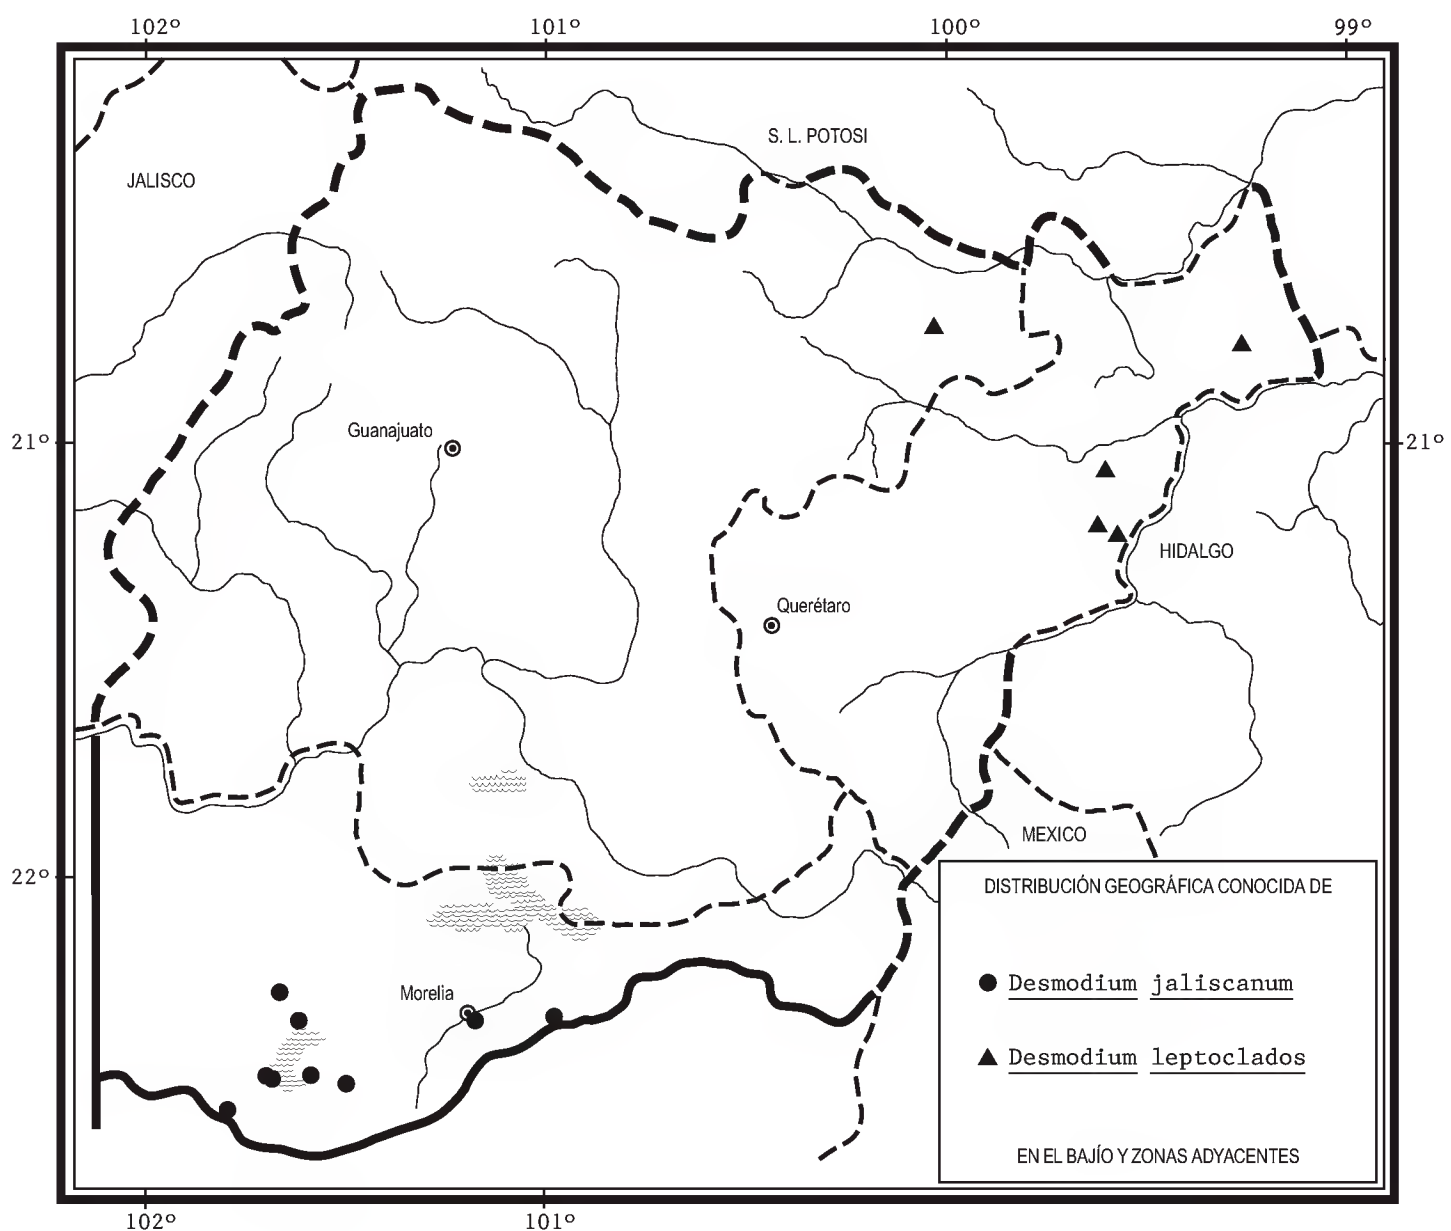 102º 101º 100º 99º
S. L. POTOSI
JALISCO
Guanajuato
21º 21º
HIDALGO
Querétaro
MEXICO
22º
DISTRIBUCIÓN GEOGRÁFICA CONOCIDA DE
Desmodium jaliscanum
Morelia
Desmodium leptoclados
EN EL BAJÍO Y ZONAS ADYACENTES
102º 101º